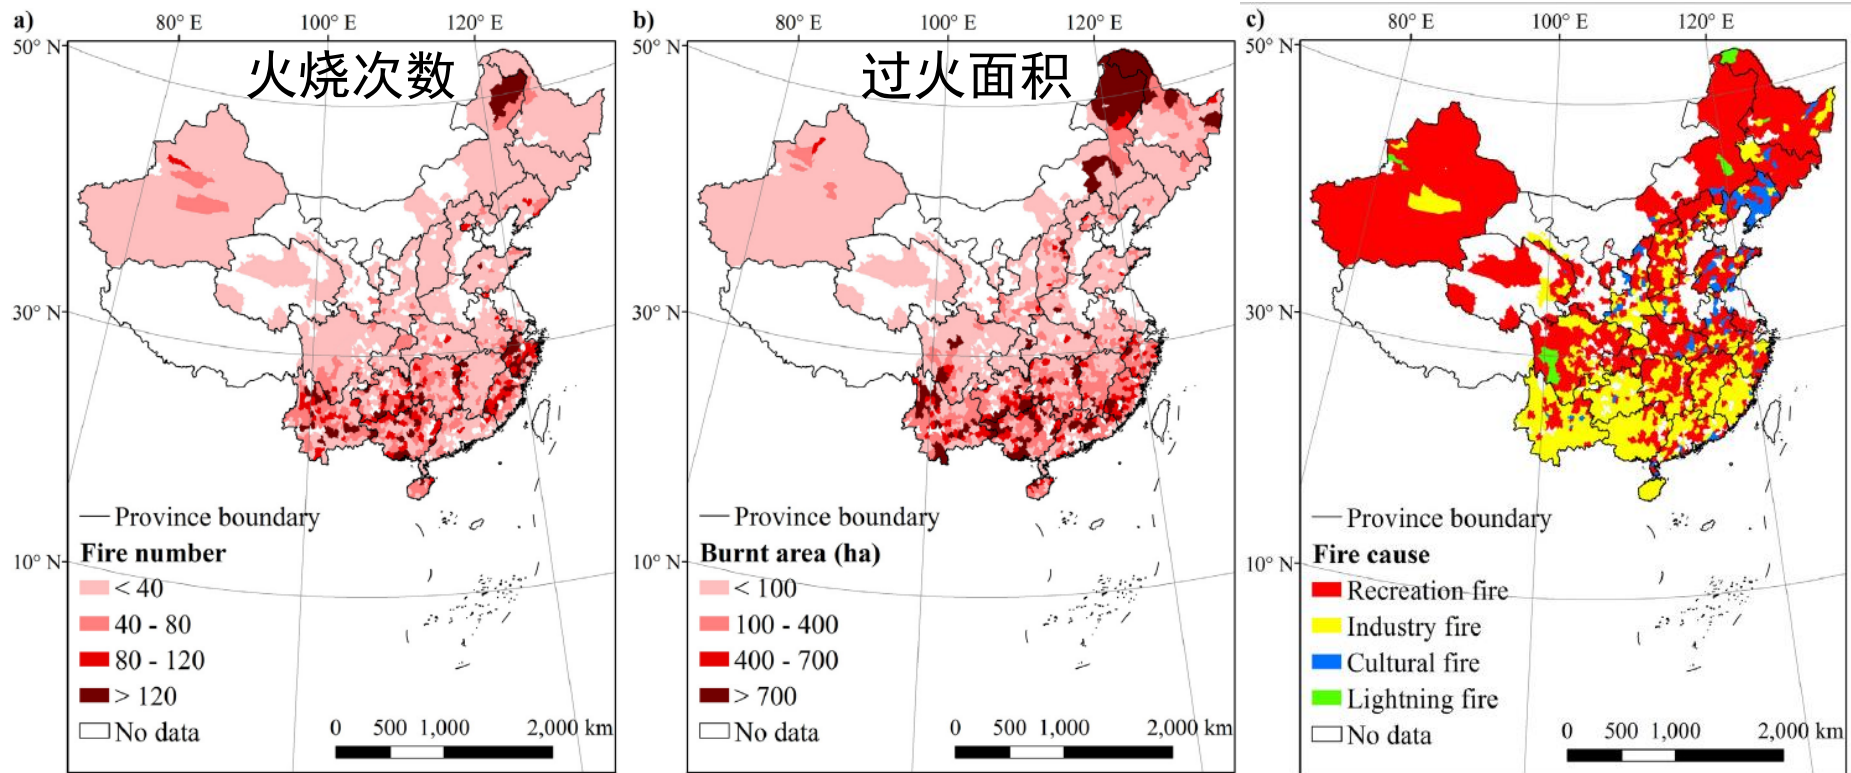 a)
80° E
100° E
120° E
50° N
30° N
10° N
火烧次数
Province boundary
Fire number
< 40
40 - 80
80 - 120
> 120
No data
0 500 1,000 2,000 km
b)
80° E
100° E
120° E
50° N
30° N
10° N
过火面积
Province boundary
Burnt area (ha)
< 100
100 - 400
400 - 700
> 700
No data
0 500 1,000 2,000 km
c)
80° E
100° E
120° E
50° N
30° N
10° N
Province boundary
Fire cause
Recreation fire
Industry fire
Cultural fire
Lightning fire
No data
0 500 1,000 2,000 km